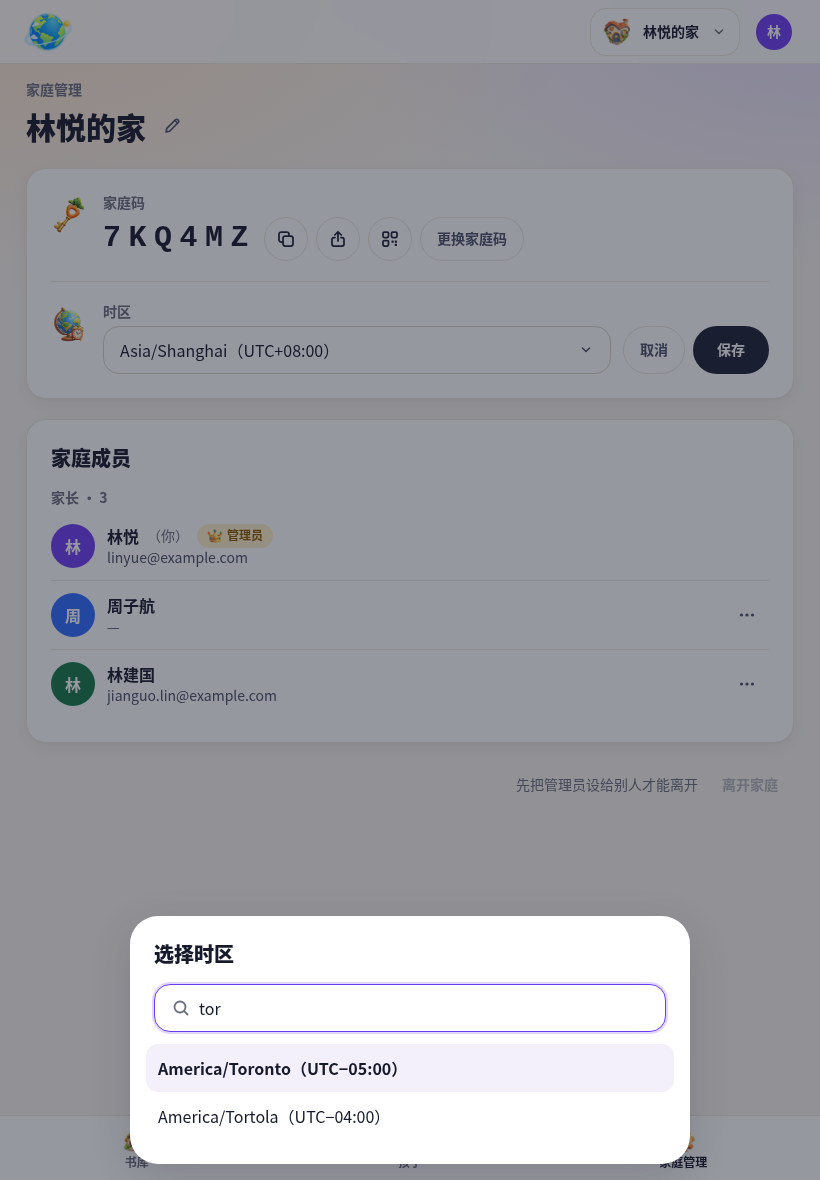 林悦的家
林
家庭管理
林悦的家
家庭码
7KQ4MZ
更换家庭码
时区
Asia/Shanghai（UTC+08:00）
取消
保存
家庭成员
家长 · 3
林
林悦
（你）
管理员
linyue@example.com
周
周子航
—
林
林建国
jianguo.lin@example.com
先把管理员设给别人才能离开
离开家庭
选择时区
tor
America/Toronto（UTC−05:00）
America/Tortola（UTC−04:00）
书库
家庭管理